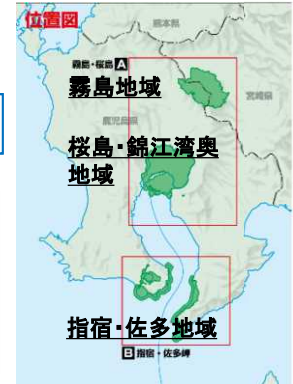 位置図
熊本県
霧島・桜島 A
霧島地域
宮崎県
鹿児島県
桜島・錦江湾奥
地域
指宿・佐多地域
B 指宿・佐多岬